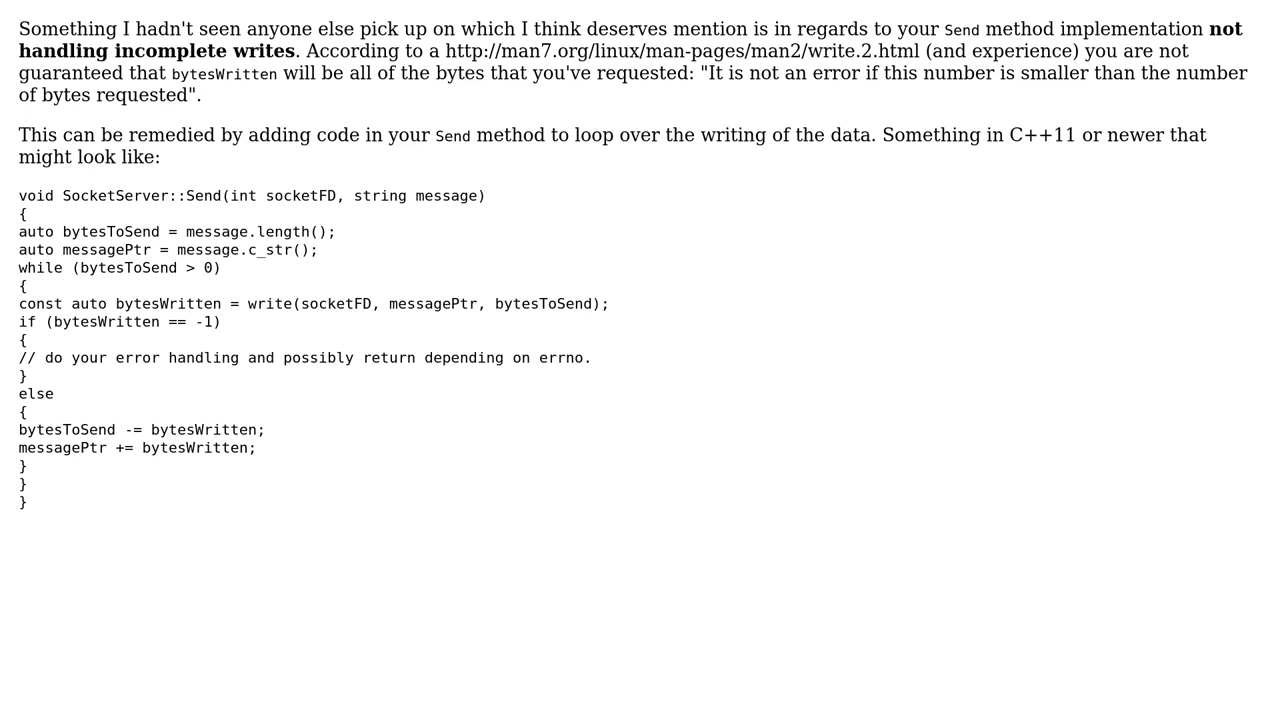 Something I hadn't seen anyone else pick up on which I think deserves mention is in regards to your Send method implementation not
handling incomplete writes. According to a http://man7.org/linux/man-pages/man2/write.2.html (and experience) you are not
guaranteed that bytesWritten will be all of the bytes that you've requested: "It is not an error if this number is smaller than the number
of bytes requested".
This can be remedied by adding code in your Send method to loop over the writing of the data. Something in C++11 or newer that
might look like:
void SocketServer::Send(int socketFD, string message)
{
auto bytesToSend = message.length();
auto messagePtr = message.c_str();
while (bytesToSend > 0)
{
const auto bytesWritten = write(socketFD, messagePtr, bytesToSend);
if (bytesWritten == -1)
{
// do your error handling and possibly return depending on errno.
}
else
{
bytesToSend -= bytesWritten;
messagePtr += bytesWritten;
}
}
}